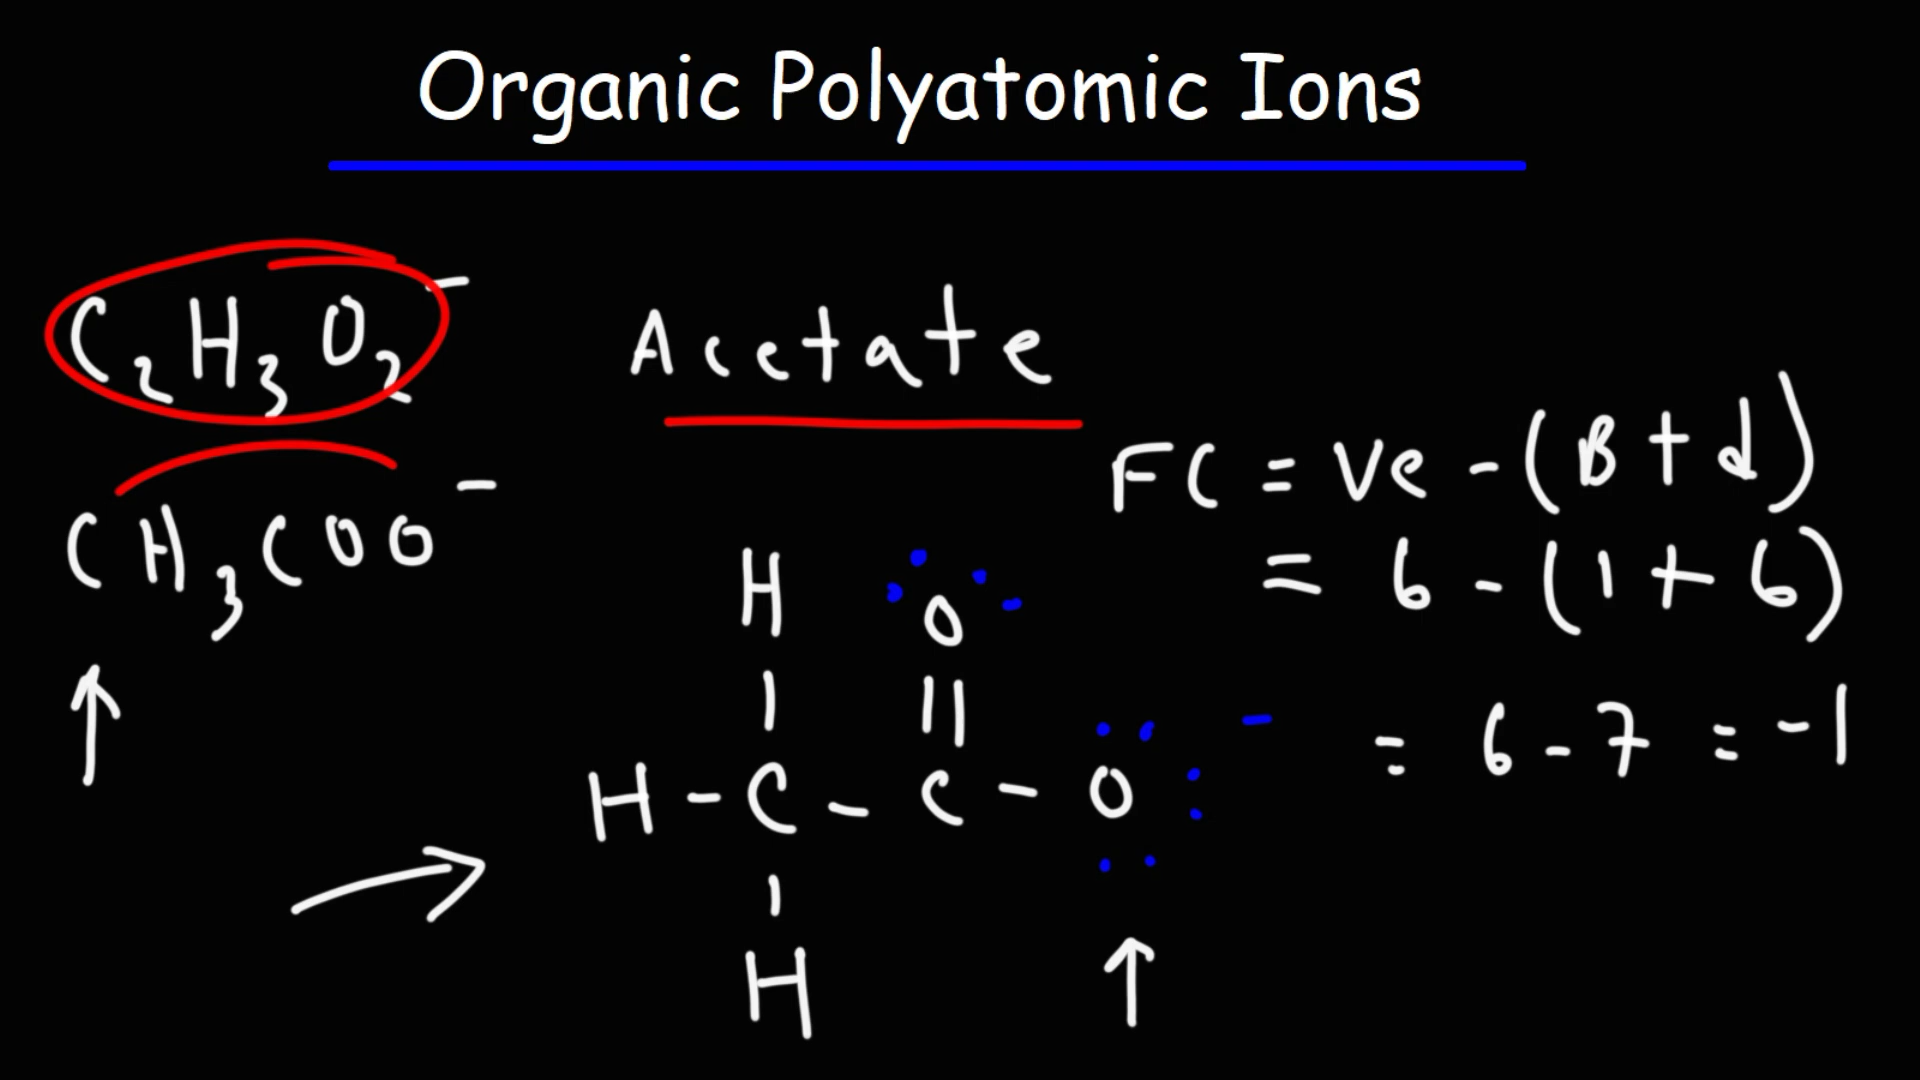 Organic Polyatomic Ions
C₂H₃O₂⁻ Acetate
CH₃COO⁻
FC = Ve - (B + d)
= 6 - (1 + 6)
= 6 - 7 = -1
H O
| ||
H - C - C - O -
|
H